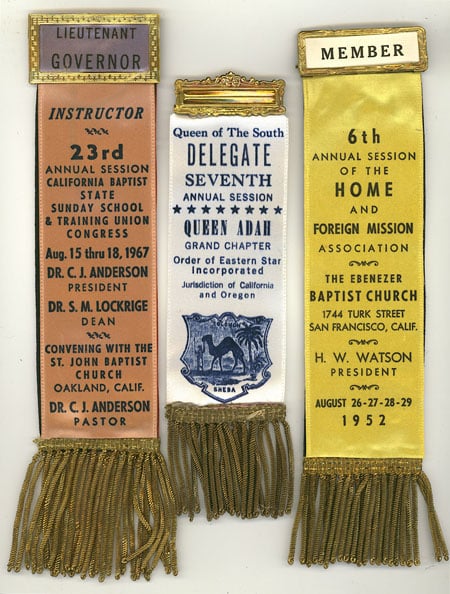 LIEUTENANT
GOVERNOR
INSTRUCTOR
23rd
ANNUAL SESSION
CALIFORNIA BAPTIST
STATE
SUNDAY SCHOOL
& TRAINING UNION
CONGRESS
Aug. 15 thru 18, 1967
DR. C. J. ANDERSON
PRESIDENT
DR. S. M. LOCKRIGE
DEAN
CONVENING WITH THE
ST. JOHN BAPTIST
CHURCH
OAKLAND, CALIF.
DR. C. J. ANDERSON
PASTOR
Queen of The South
DELEGATE
SEVENTH
ANNUAL SESSION
QUEEN ADAH
GRAND CHAPTER
Order of Eastern Star
Incorporated
Jurisdiction of California
and Oregon
SHEBA
MEMBER
6th
ANNUAL SESSION
OF THE
HOME
AND
FOREIGN MISSION
ASSOCIATION
THE EBENEZER
BAPTIST CHURCH
1744 TURK STREET
SAN FRANCISCO, CALIF.
H. W. WATSON
PRESIDENT
AUGUST 26-27-28-29
1952